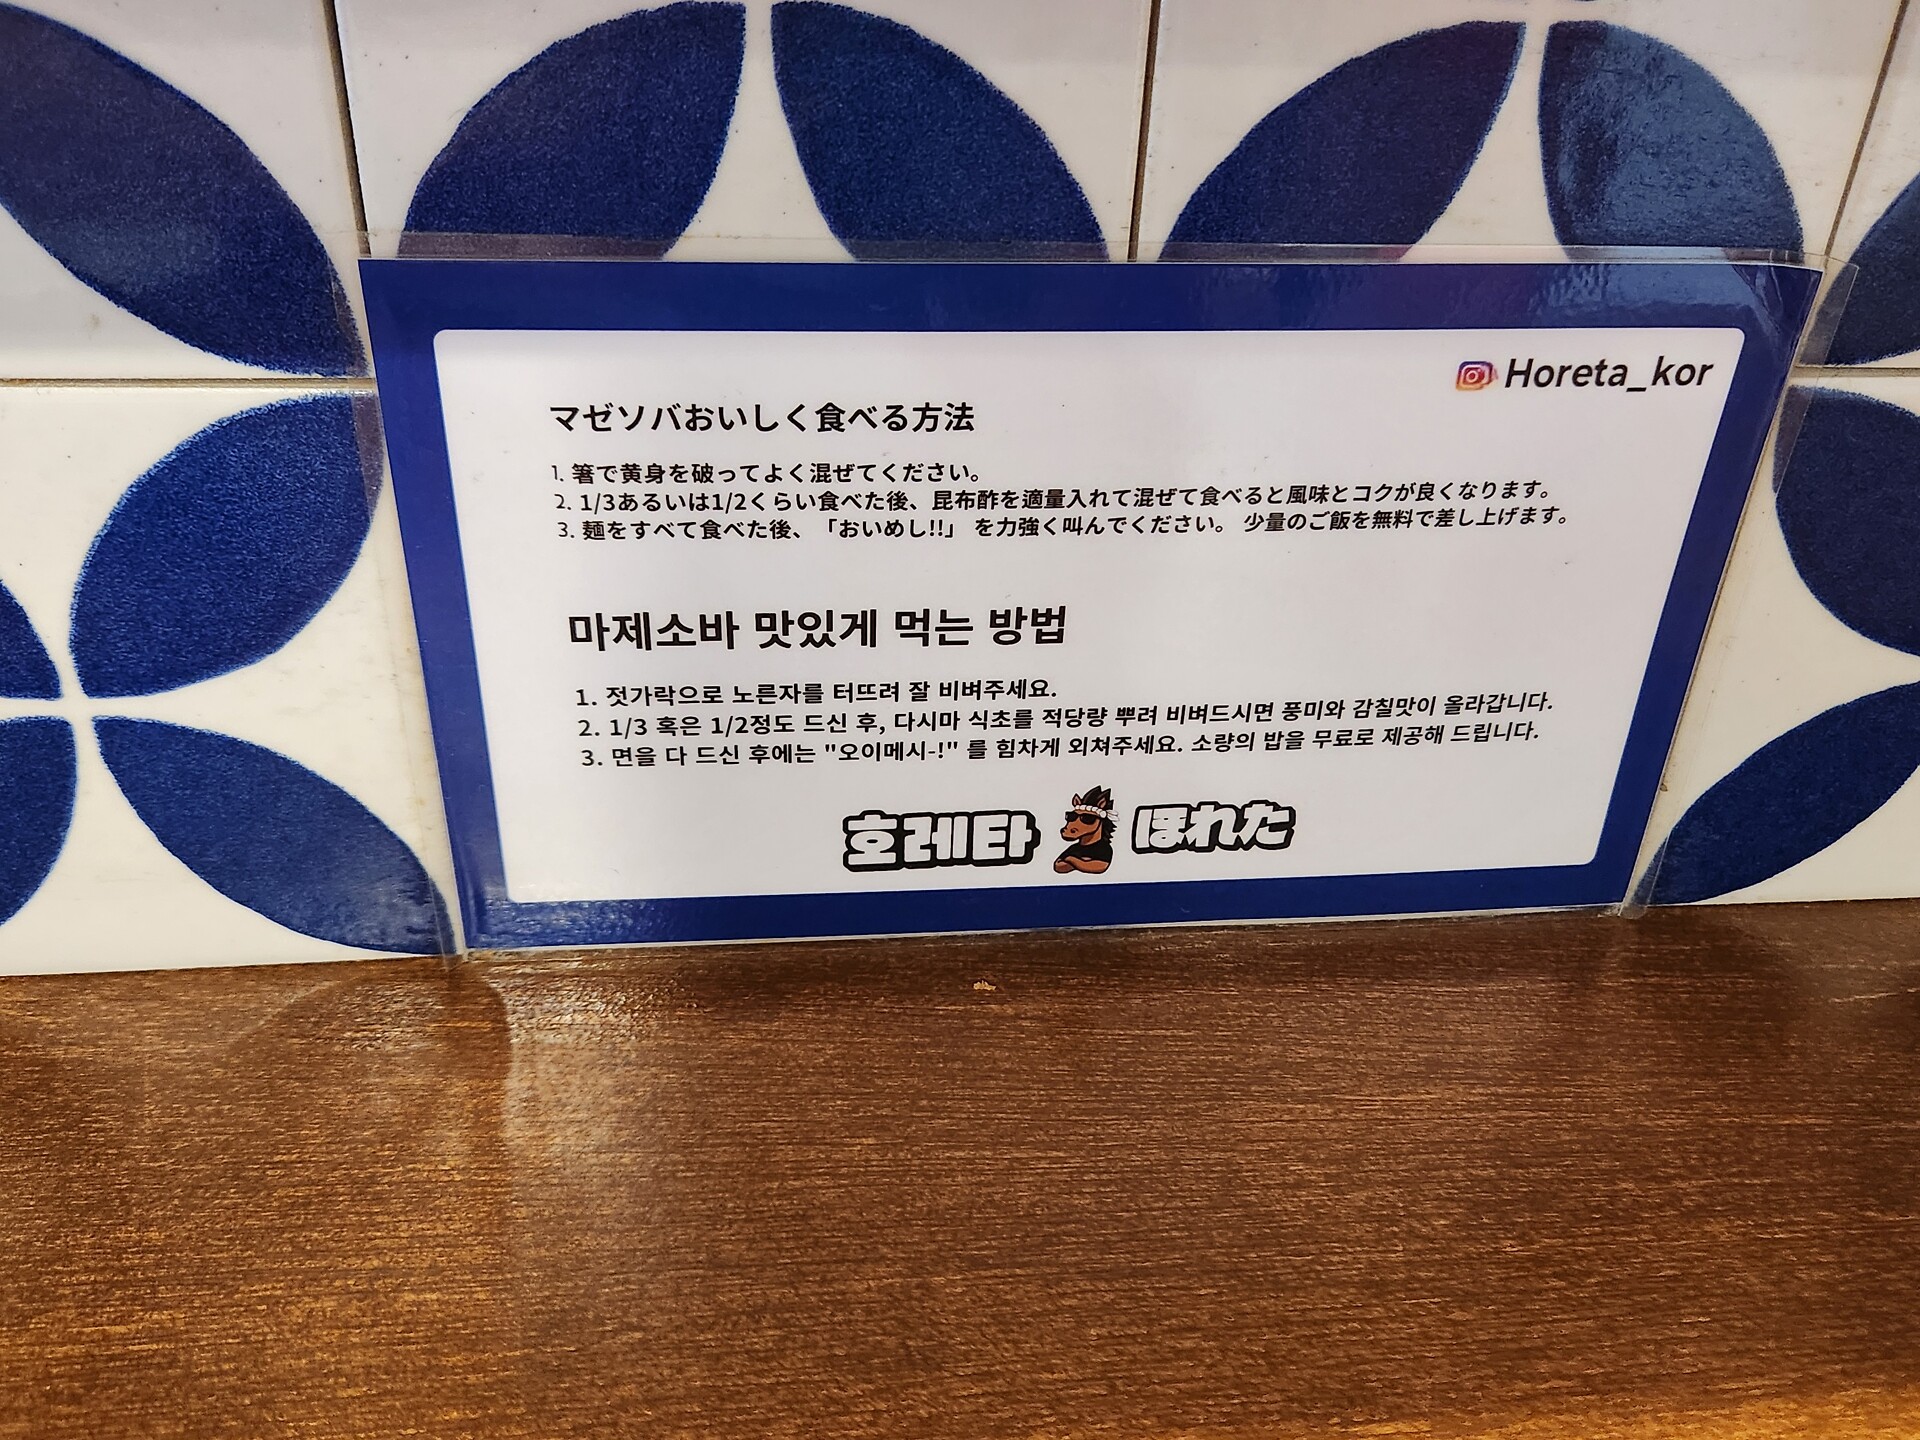 Horeta_kor
マゼソバおいしく食べる方法
1. 箸で黄身を破ってよく混ぜてください。
2. 1/3あるいは1/2くらい食べた後、昆布酢を適量入れて混ぜて食べると風味とコクが良くなります。
3. 麺をすべて食べた後、「おいめし!!」 を力強く叫んでください。 少量のご飯を無料で差し上げます。
마제소바 맛있게 먹는 방법
1. 젓가락으로 노른자를 터뜨려 잘 비벼주세요.
2. 1/3 혹은 1/2정도 드신 후, 다시마 식초를 적당량 뿌려 비벼드시면 풍미와 감칠맛이 올라갑니다.
3. 면을 다 드신 후에는 "오이메시-!" 를 힘차게 외쳐주세요. 소량의 밥을 무료로 제공해 드립니다.
호레타 ほれた